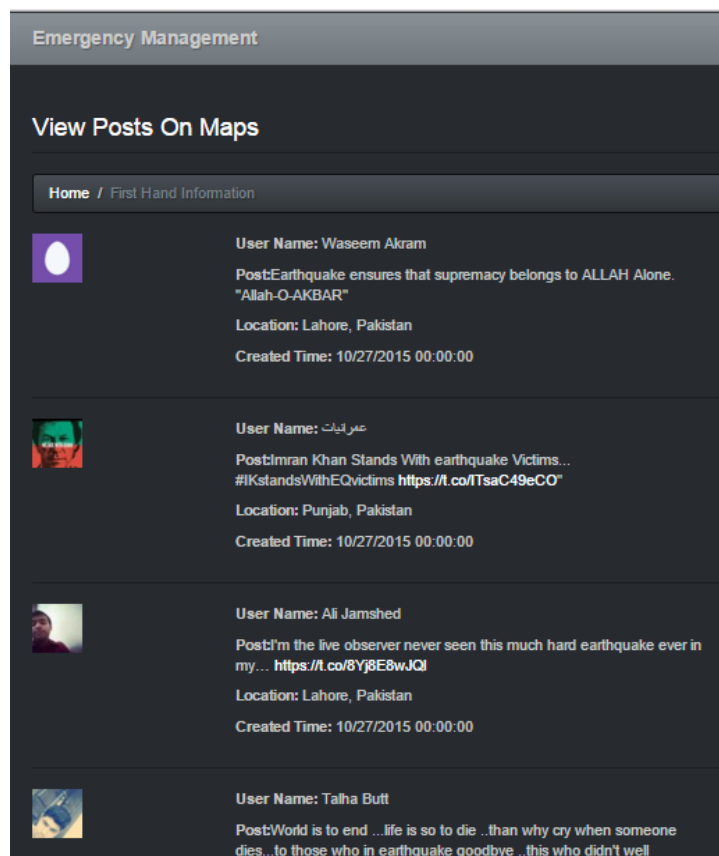 Emergency Management
View Posts On Maps
Home / First Hand Information
User Name: Waseem Akram
Post:Earthquake ensures that supremacy belongs to ALLAH Alone.
"Allah-O-AKBAR"
Location: Lahore, Pakistan
Created Time: 10/27/2015 00:00:00
User Name: عمرانیات
Post:Imran Khan Stands With earthquake Victims...
#IKstandsWithEQvictims https://t.co/ITsaC49eCO"
Location: Punjab, Pakistan
Created Time: 10/27/2015 00:00:00
User Name: Ali Jamshed
Post:I'm the live observer never seen this much hard earthquake ever in
my… https://t.co/8Yj8E8wJQI
Location: Lahore, Pakistan
Created Time: 10/27/2015 00:00:00
User Name: Talha Butt
Post:World is to end ...life is so to die ..than why cry when someone
dies...to those who in earthquake goodbye ..this who didn't well